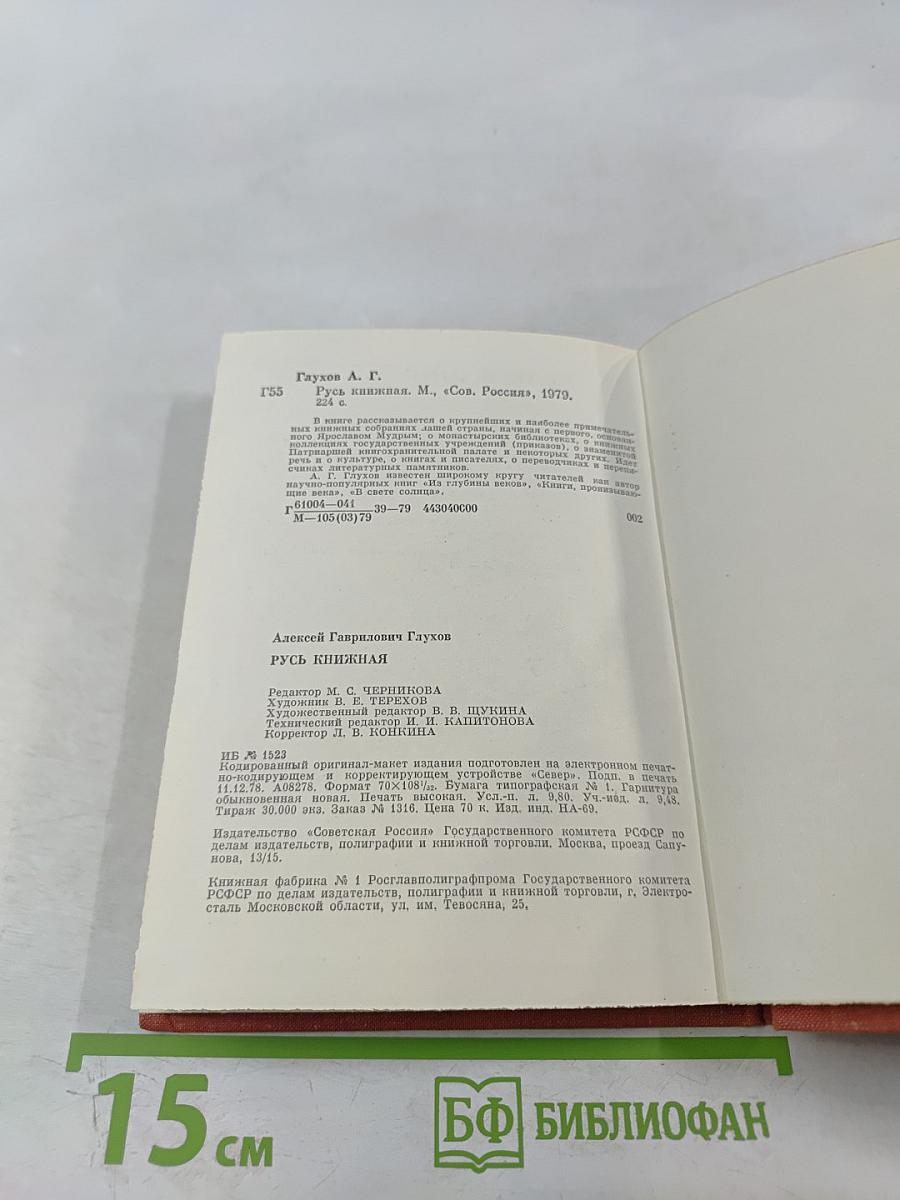 Глухов А. Г.
Г55 Русь книжная. М., «Сов. Россия», 1979.
224 с.
В книге рассказывается о крупнейших и наиболее примечатель-
ных книжных собраниях нашей страны, начиная с первого, основан-
ного Ярославом Мудрым; о монастырских библиотеках, о книжных
коллекциях государственных учреждений (приказов), о знаменитой
Патриаршей книгохранительной палате и некоторых других. Идет
речь и о культуре, о книгах и писателях, о переводчиках и перепи-
счиках литературных памятников.
А. Г. Глухов известен широкому кругу читателей как автор
научно-популярных книг «Из глубины веков», «Книги, пронизываю-
щие века», «В свете солнца».
Г 61004—041
М—105(03)79 39—79 443040000 002
Алексей Гаврилович Глухов
РУСЬ КНИЖНАЯ
Редактор М. С. ЧЕРНИКОВА
Художник В. Е. ТЕРЕХОВ
Художественный редактор В. В. ЩУКИНА
Технический редактор И. И. КАПИТОНОВА
Корректор Л. В. КОНКИНА
ИБ № 1523
Кодированный оригинал-макет издания подготовлен на электронном печат-
но-кодирующем и корректирующем устройстве «Север». Подп. в печать
11.12.78. А08278. Формат 70×108¹/₃₂. Бумага типографская № 1. Гарнитура
обыкновенная новая. Печать высокая. Усл.-п. л. 9,80. Уч.-изд. л. 9,48.
Тираж 30.000 экз. Заказ № 1316. Цена 70 к. Изд. инд. НА-69.
Издательство «Советская Россия» Государственного комитета РСФСР по
делам издательств, полиграфии и книжной торговли. Москва, проезд Сапу-
нова, 13/15.
Книжная фабрика № 1 Росглавполиграфпрома Государственного комитета
РСФСР по делам издательств, полиграфии и книжной торговли, г. Электро-
сталь Московской области, ул. им. Тевосяна, 25.
15 см БФ БИБЛИОФАН